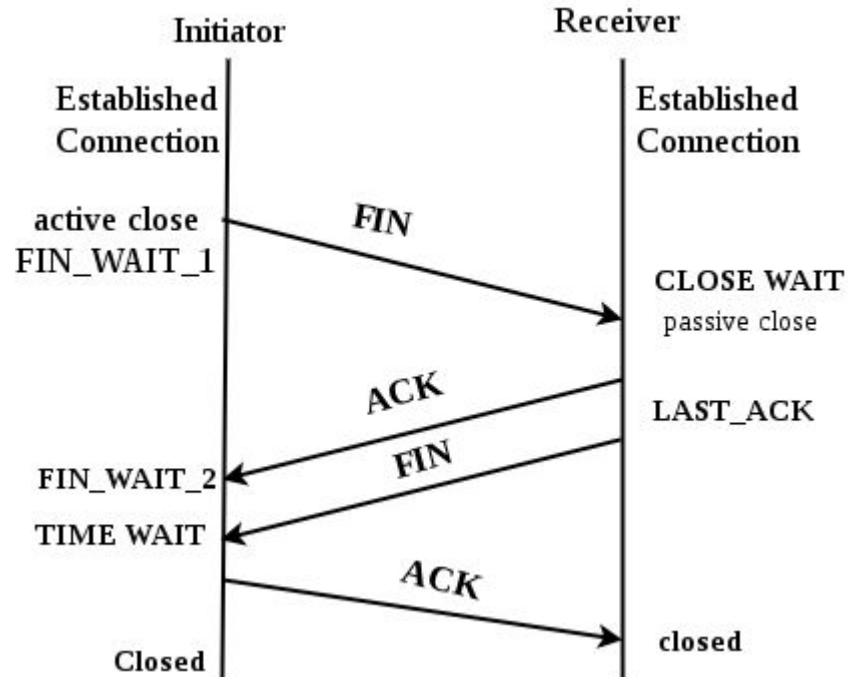 Initiator
Receiver
Established
Connection
Established
Connection
active close
FIN_WAIT_1
FIN
CLOSE WAIT
passive close
ACK
LAST_ACK
FIN
FIN_WAIT_2
TIME WAIT
ACK
closed
Closed